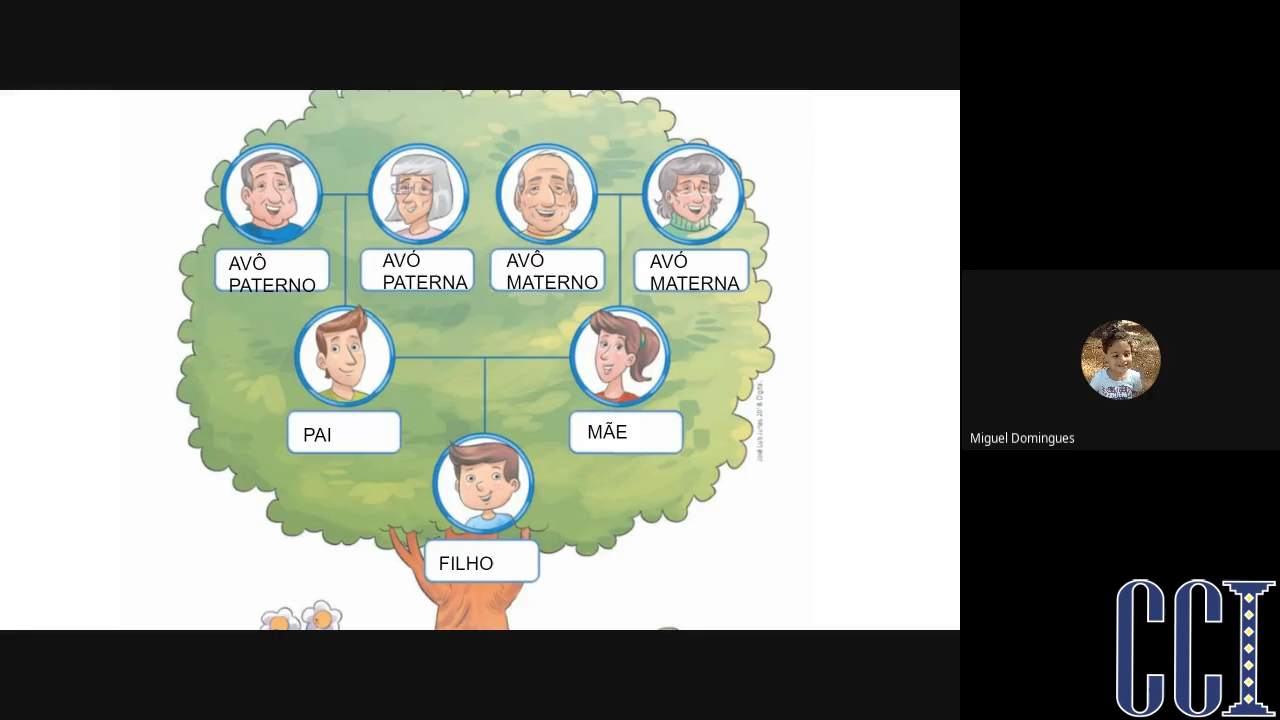 AVÔ
PATERNO
AVÓ
PATERNA
AVÔ
MATERNO
AVÓ
MATERNA
PAI
MÃE
FILHO
Miguel Domingues
CCI